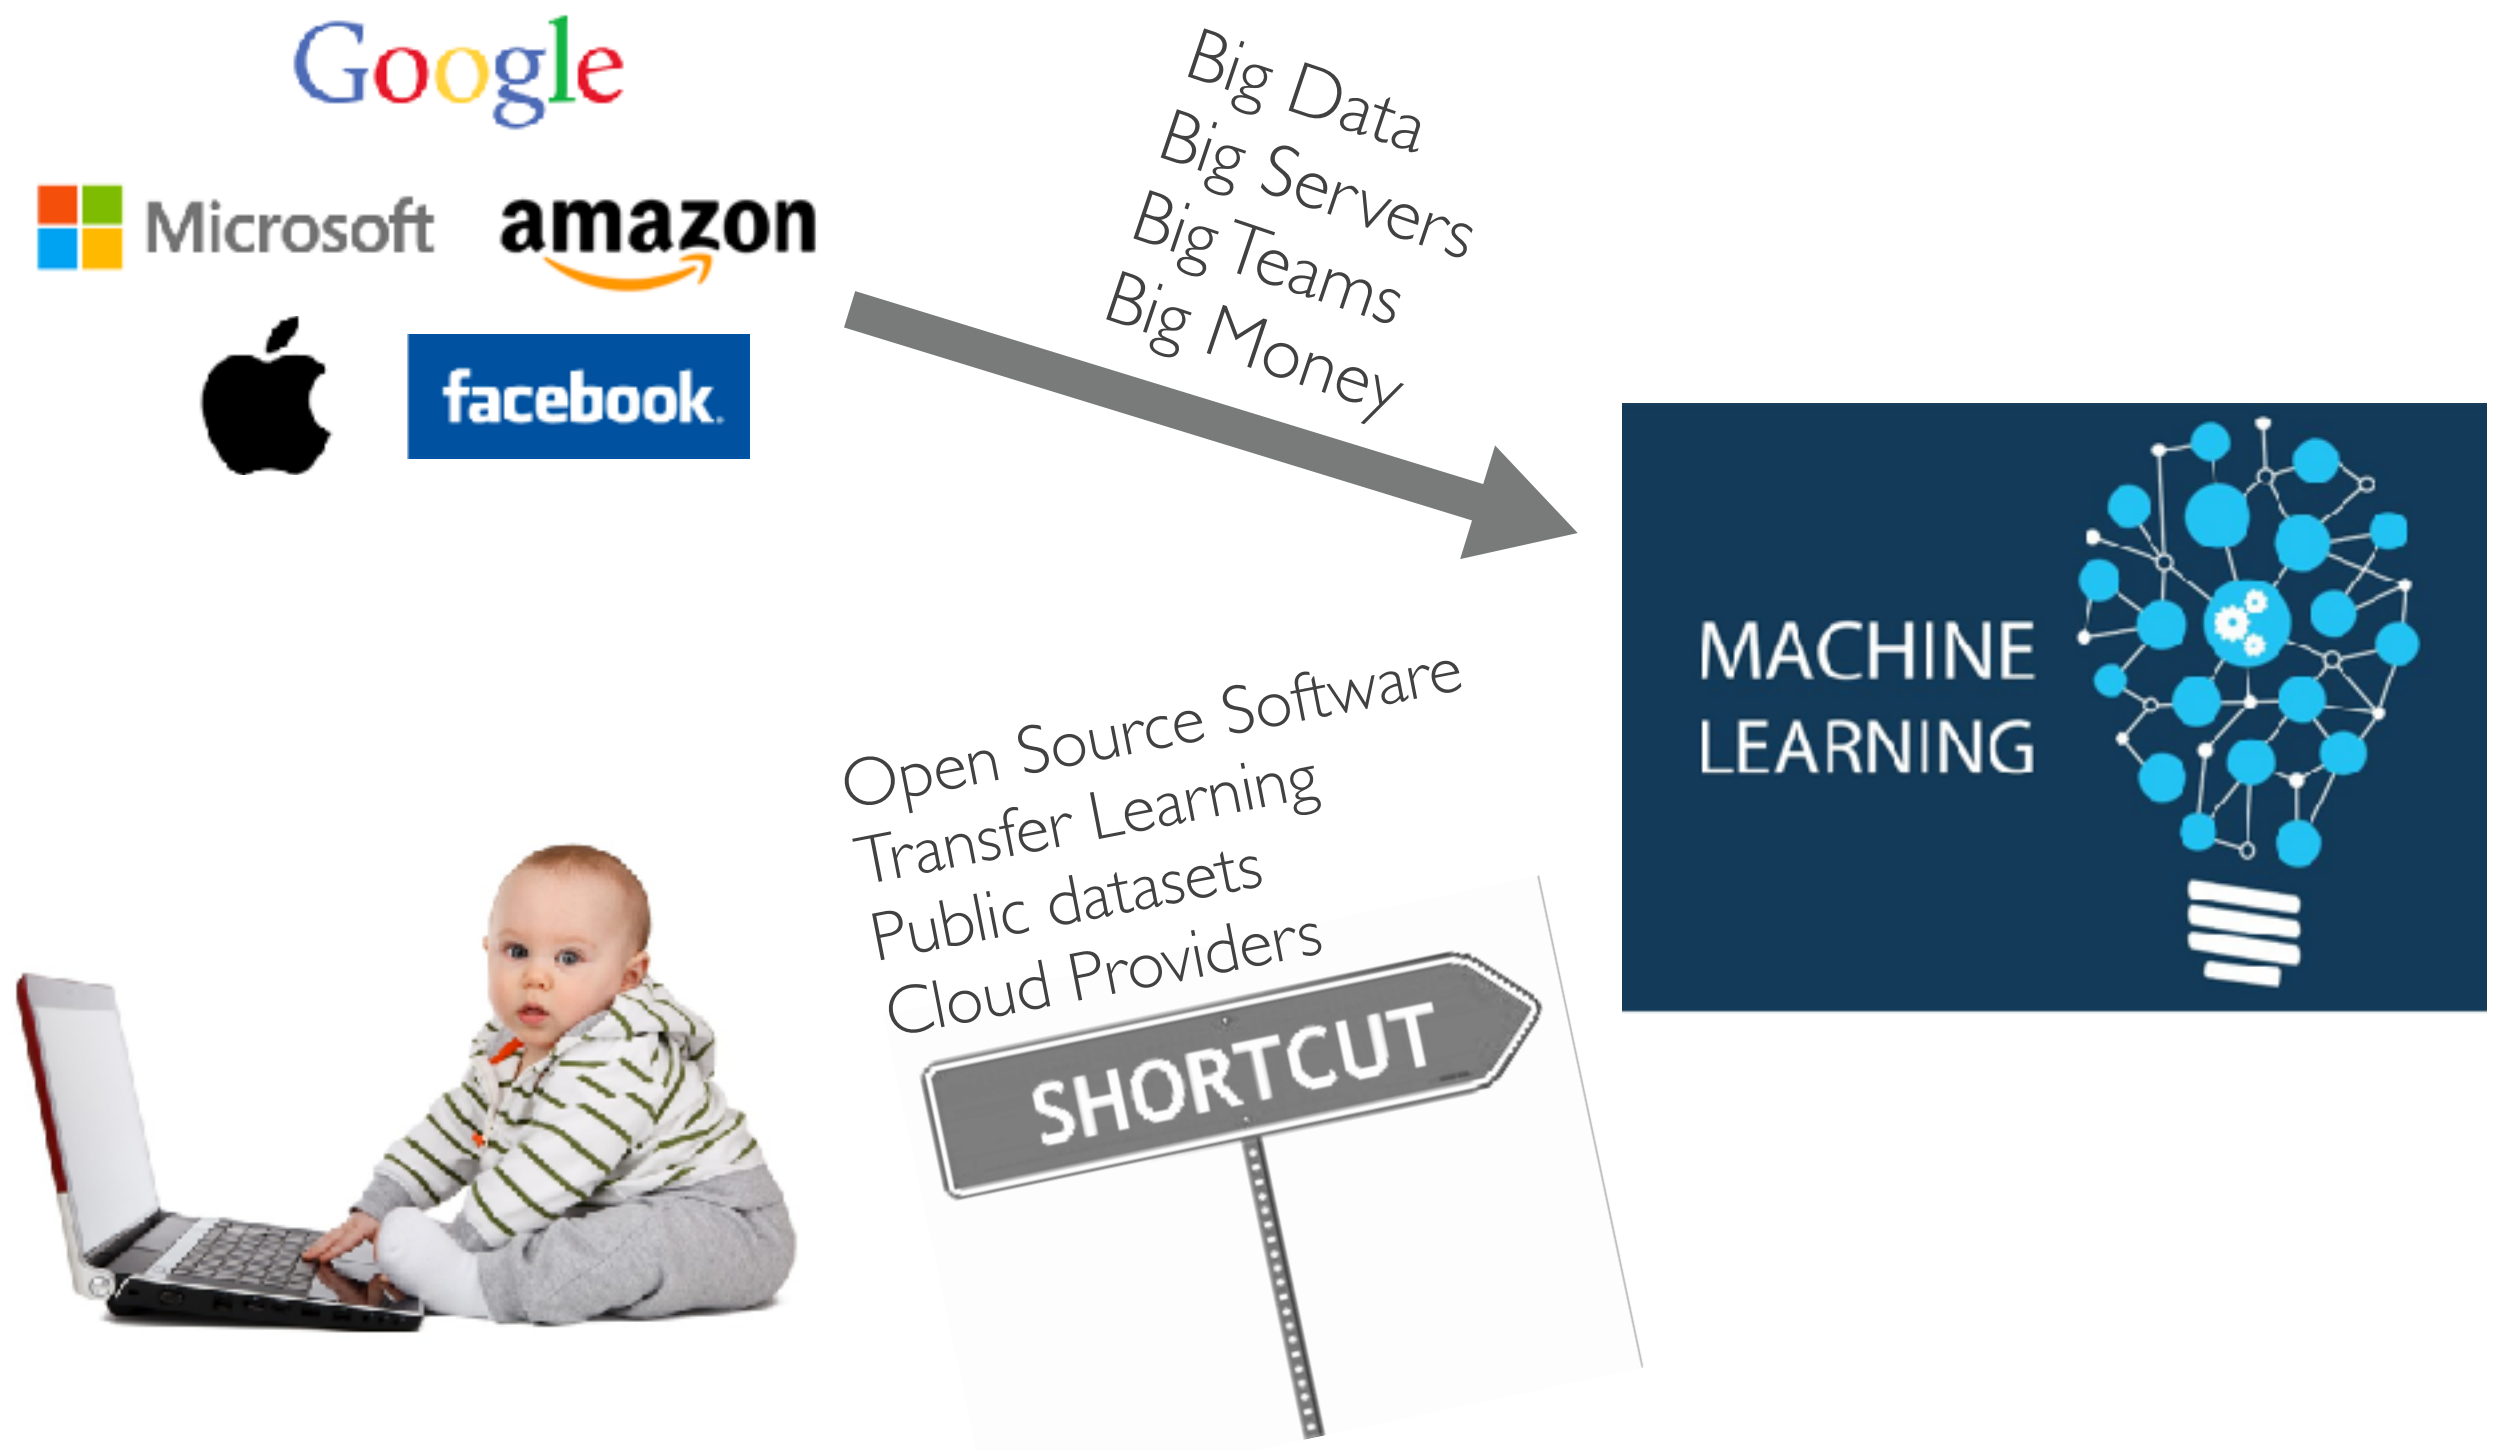 Google
Microsoft
amazon
facebook.
Big Data
Big Servers
Big Teams
Big Money
MACHINE
LEARNING
Open Source Software
Transfer Learning
Public datasets
Cloud Providers
SHORTCUT